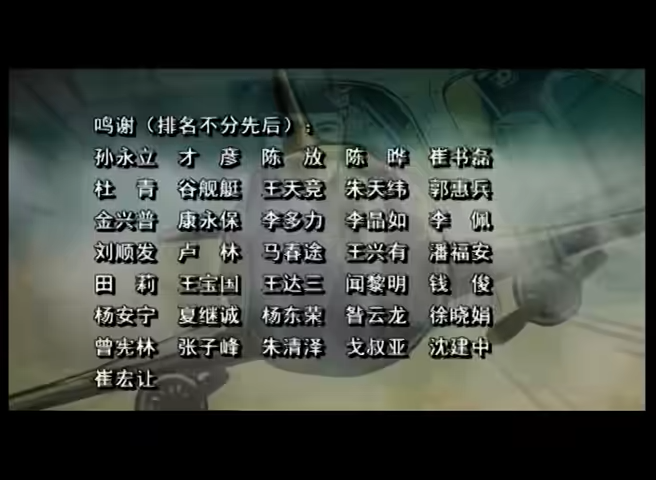 鸣谢（排名不分先后）：
孙永立 才 彦 陈 放 陈 晔 崔书磊
杜 青 谷舰艇 王天竞 朱天纬 郭惠兵
金兴普 康永保 李多力 李晶如 李 佩
刘顺发 卢 林 马春途 王兴有 潘福安
田 莉 王宝国 王达三 闻黎明 钱 俊
杨安宁 夏继诚 杨东荣 昝云龙 徐晓娟
曾宪林 张子峰 朱清泽 戈叔亚 沈建中
崔宏让